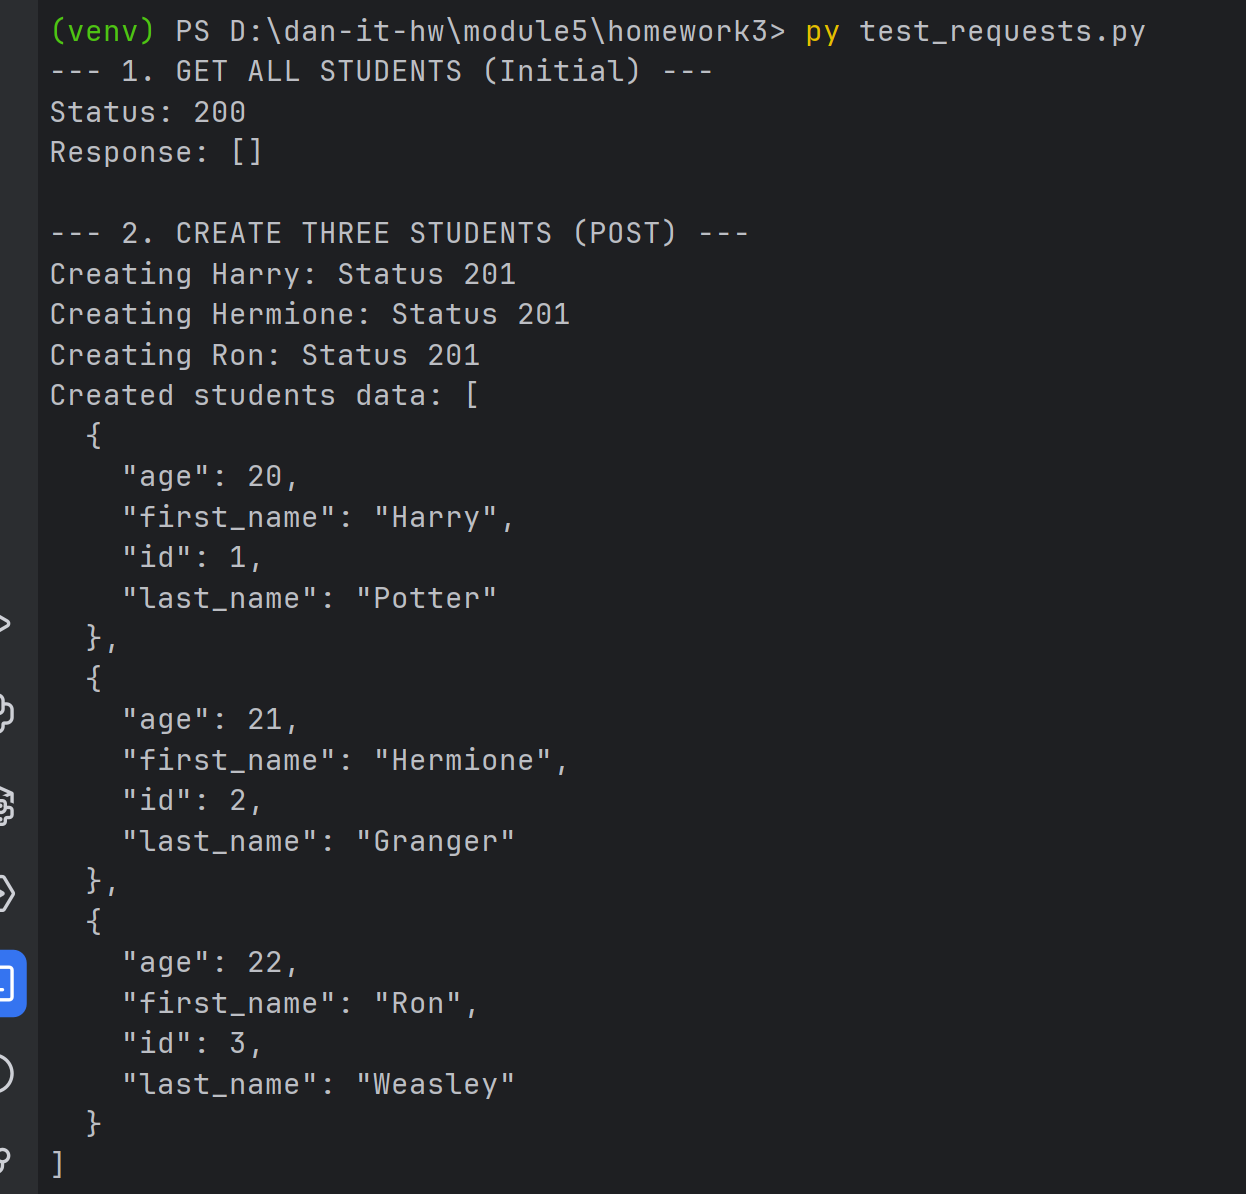 (venv) PS D:\dan-it-hw\module5\homework3> py test_requests.py
--- 1. GET ALL STUDENTS (Initial) ---
Status: 200
Response: []

--- 2. CREATE THREE STUDENTS (POST) ---
Creating Harry: Status 201
Creating Hermione: Status 201
Creating Ron: Status 201
Created students data: [
  {
    "age": 20,
    "first_name": "Harry",
    "id": 1,
    "last_name": "Potter"
  },
  {
    "age": 21,
    "first_name": "Hermione",
    "id": 2,
    "last_name": "Granger"
  },
  {
    "age": 22,
    "first_name": "Ron",
    "id": 3,
    "last_name": "Weasley"
  }
]